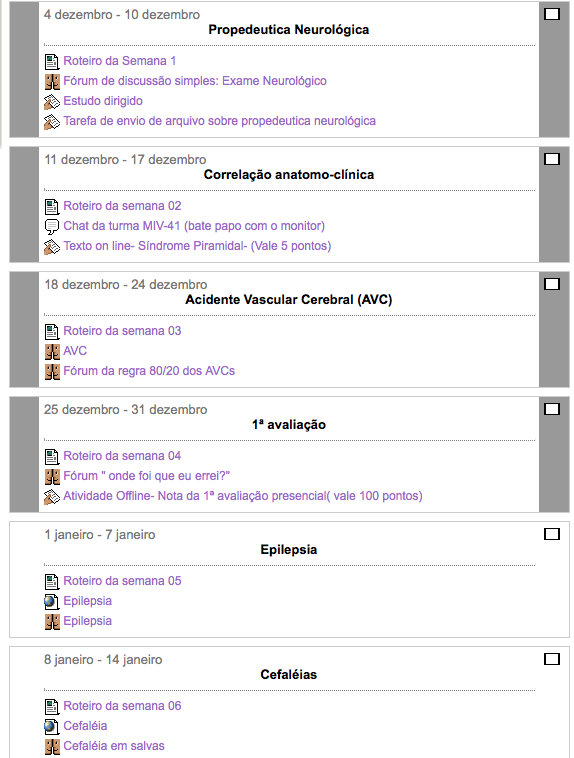 4 dezembro - 10 dezembro
Propedeutica Neurológica
Roteiro da Semana 1
Fórum de discussão simples: Exame Neurológico
Estudo dirigido
Tarefa de envio de arquivo sobre propedeutica neurológica
11 dezembro - 17 dezembro
Correlação anatomo-clínica
Roteiro da semana 02
Chat da turma MIV-41 (bate papo com o monitor)
Texto on line- Síndrome Piramidal- (Vale 5 pontos)
18 dezembro - 24 dezembro
Acidente Vascular Cerebral (AVC)
Roteiro da semana 03
AVC
Fórum da regra 80/20 dos AVCs
25 dezembro - 31 dezembro
1ª avaliação
Roteiro da semana 04
Fórum " onde foi que eu errei?"
Atividade Offline- Nota da 1ª avaliação presencial( vale 100 pontos)
1 janeiro - 7 janeiro
Epilepsia
Roteiro da semana 05
Epilepsia
Epilepsia
8 janeiro - 14 janeiro
Cefaléias
Roteiro da semana 06
Cefaléia
Cefaléia em salvas